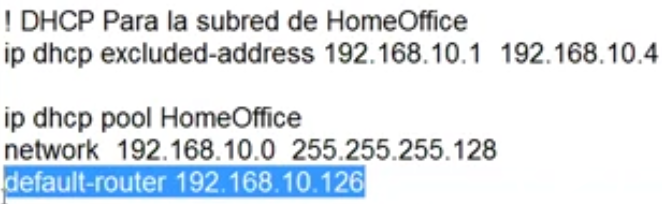 ! DHCP Para la subred de HomeOffice
ip dhcp excluded-address 192.168.10.1 192.168.10.4
ip dhcp pool HomeOffice
network 192.168.10.0 255.255.255.128
default-router 192.168.10.126